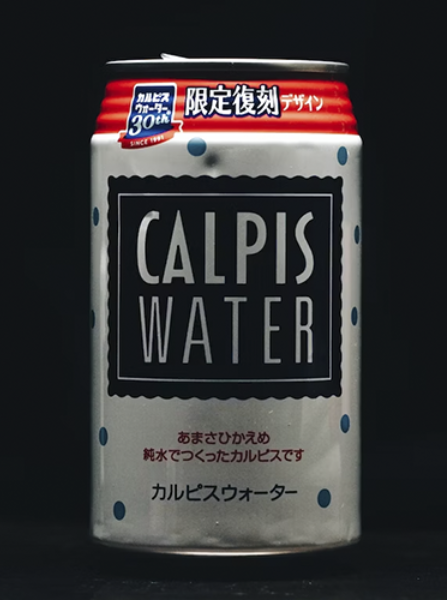 カルピス
ウォーター
30th
SINCE 1991
限定復刻デザイン
CALPIS
WATER
あまさひかえめ
純水でつくったカルピスです
カルピスウォーター